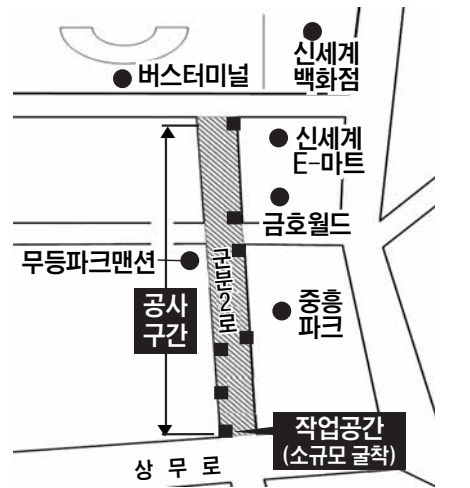 신세계
백화점
버스터미널
신세계
E-마트
금호월드
무등파크맨션
군분2로
공사
구간
중흥
파크
작업공간
(소규모 굴착)
상무로